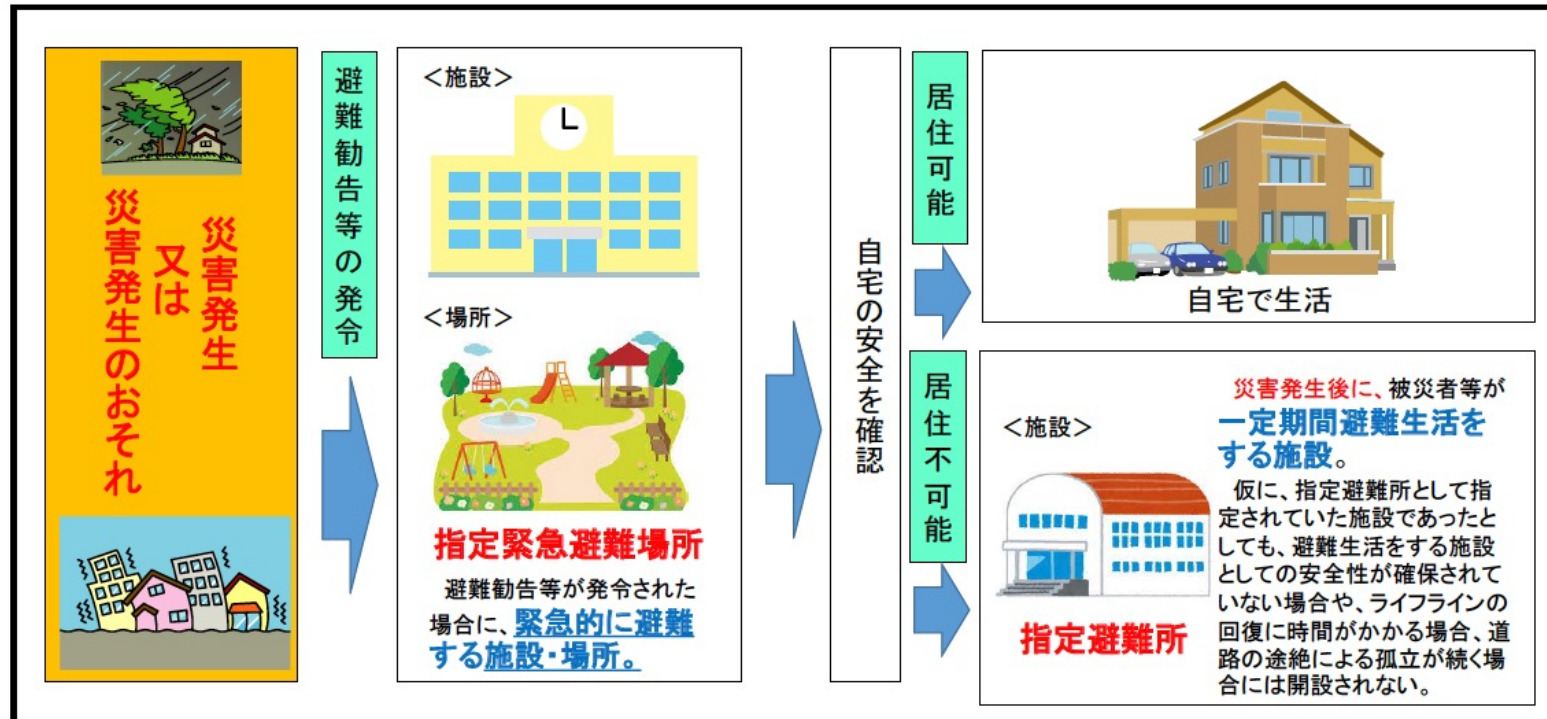 災害発生
又は
災害発生のおそれ
避難勧告等の発令
＜施設＞
＜場所＞
指定緊急避難場所
避難勧告等が発令された
場合に、緊急的に避難
する施設・場所。
自宅の安全を確認
居住可能
自宅で生活
居住不可能
＜施設＞
指定避難所
災害発生後に、被災者等が
一定期間避難生活を
する施設。
仮に、指定避難所として指
定されていた施設であったと
しても、避難生活をする施設
としての安全性が確保されて
いない場合や、ライフラインの
回復に時間がかかる場合、道
路の途絶による孤立が続く場
合には開設されない。